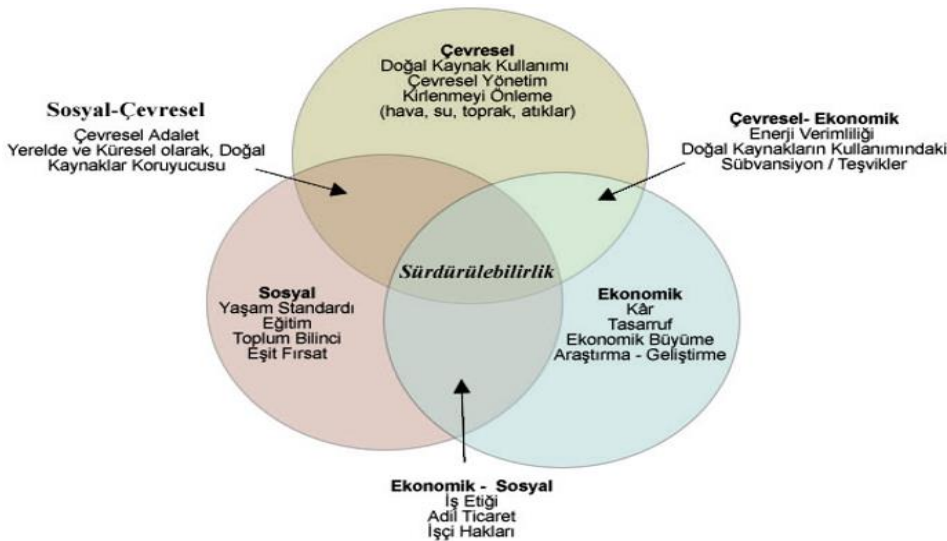 Çevresel
Doğal Kaynak Kullanımı
Çevresel Yönetim
Kirlenmeyi Önleme
(hava, su, toprak, atıklar)
Sosyal-Çevresel
Çevresel Adalet
Yerelde ve Küresel olarak, Doğal
Kaynaklar Koruyucusu
Çevresel- Ekonomik
Enerji Verimliliği
Doğal Kaynakların Kullanımındaki
Sübvansiyon / Teşvikler
Sürdürülebilirlik
Sosyal
Yaşam Standardı
Eğitim
Toplum Bilinci
Eşit Fırsat
Ekonomik
Kâr
Tasarruf
Ekonomik Büyüme
Araştırma - Geliştirme
Ekonomik - Sosyal
İş Etiği
Adil Ticaret
İşçi Hakları